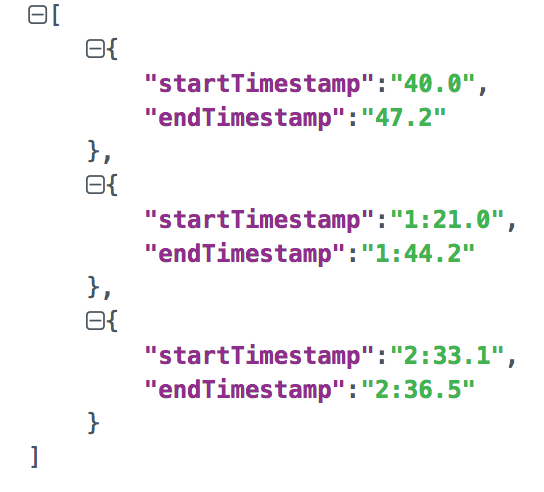 [
{
"startTimestamp":"40.0",
"endTimestamp":"47.2"
},
{
"startTimestamp":"1:21.0",
"endTimestamp":"1:44.2"
},
{
"startTimestamp":"2:33.1",
"endTimestamp":"2:36.5"
}
]